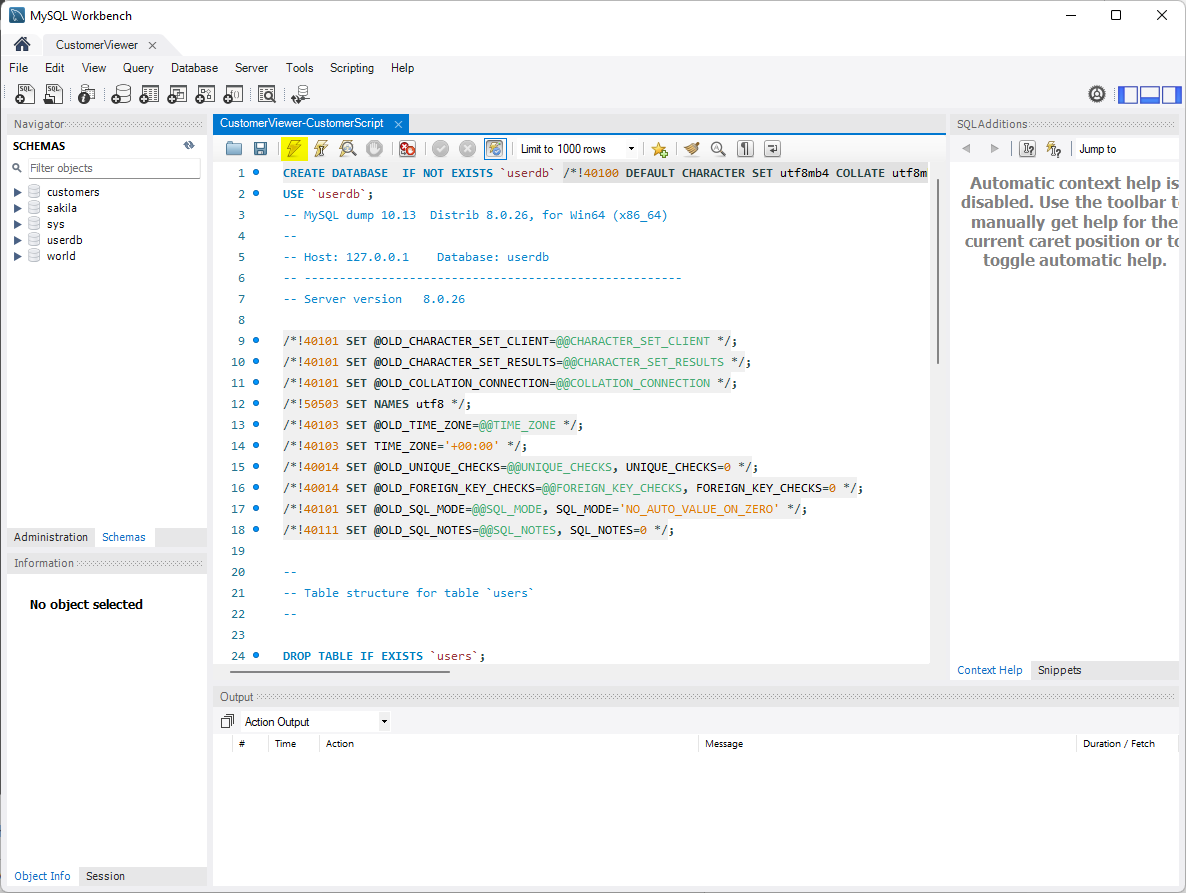 MySQL Workbench
CustomerViewer
File Edit View Query Database Server Tools Scripting Help
Navigator
SCHEMAS
Filter objects
customers
sakila
sys
userdb
world
Administration Schemas
Information
No object selected
Object Info Session
CustomerViewer-CustomerScript
Limit to 1000 rows
1 CREATE DATABASE  IF NOT EXISTS `userdb` /*!40100 DEFAULT CHARACTER SET utf8mb4 COLLATE utf8m
2 USE `userdb`;
3 -- MySQL dump 10.13  Distrib 8.0.26, for Win64 (x86_64)
4 --
5 -- Host: 127.0.0.1    Database: userdb
6 -- ------------------------------------------------------
7 -- Server version   8.0.26
8
9 /*!40101 SET @OLD_CHARACTER_SET_CLIENT=@@CHARACTER_SET_CLIENT */;
10 /*!40101 SET @OLD_CHARACTER_SET_RESULTS=@@CHARACTER_SET_RESULTS */;
11 /*!40101 SET @OLD_COLLATION_CONNECTION=@@COLLATION_CONNECTION */;
12 /*!50503 SET NAMES utf8 */;
13 /*!40103 SET @OLD_TIME_ZONE=@@TIME_ZONE */;
14 /*!40103 SET TIME_ZONE='+00:00' */;
15 /*!40014 SET @OLD_UNIQUE_CHECKS=@@UNIQUE_CHECKS, UNIQUE_CHECKS=0 */;
16 /*!40014 SET @OLD_FOREIGN_KEY_CHECKS=@@FOREIGN_KEY_CHECKS, FOREIGN_KEY_CHECKS=0 */;
17 /*!40101 SET @OLD_SQL_MODE=@@SQL_MODE, SQL_MODE='NO_AUTO_VALUE_ON_ZERO' */;
18 /*!40111 SET @OLD_SQL_NOTES=@@SQL_NOTES, SQL_NOTES=0 */;
19
20 --
21 -- Table structure for table `users`
22 --
23
24 DROP TABLE IF EXISTS `users`;
SQLAdditions
Jump to
Automatic context help is
disabled. Use the toolbar t
manually get help for the
current caret position or to
toggle automatic help.
Context Help Snippets
Output
Action Output
# Time Action Message Duration / Fetch